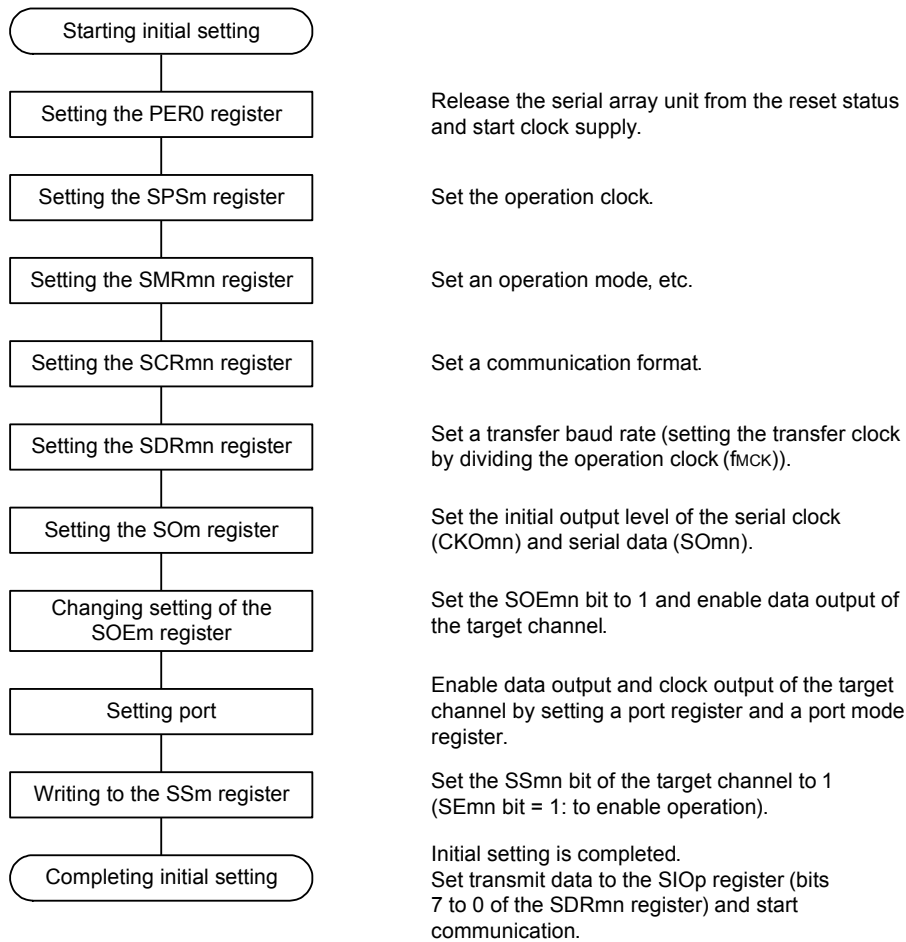 Starting initial setting
Setting the PER0 register
Release the serial array unit from the reset status
and start clock supply.
Setting the SPSm register
Set the operation clock.
Setting the SMRmn register
Set an operation mode, etc.
Setting the SCRmn register
Set a communication format.
Setting the SDRmn register
Set a transfer baud rate (setting the transfer clock
by dividing the operation clock (fMCK)).
Setting the SOm register
Set the initial output level of the serial clock
(CKOmn) and serial data (SOmn).
Changing setting of the
SOEm register
Set the SOEmn bit to 1 and enable data output of
the target channel.
Setting port
Enable data output and clock output of the target
channel by setting a port register and a port mode
register.
Writing to the SSm register
Set the SSmn bit of the target channel to 1
(SEmn bit = 1: to enable operation).
Completing initial setting
Initial setting is completed.
Set transmit data to the SIOp register (bits
7 to 0 of the SDRmn register) and start
communication.